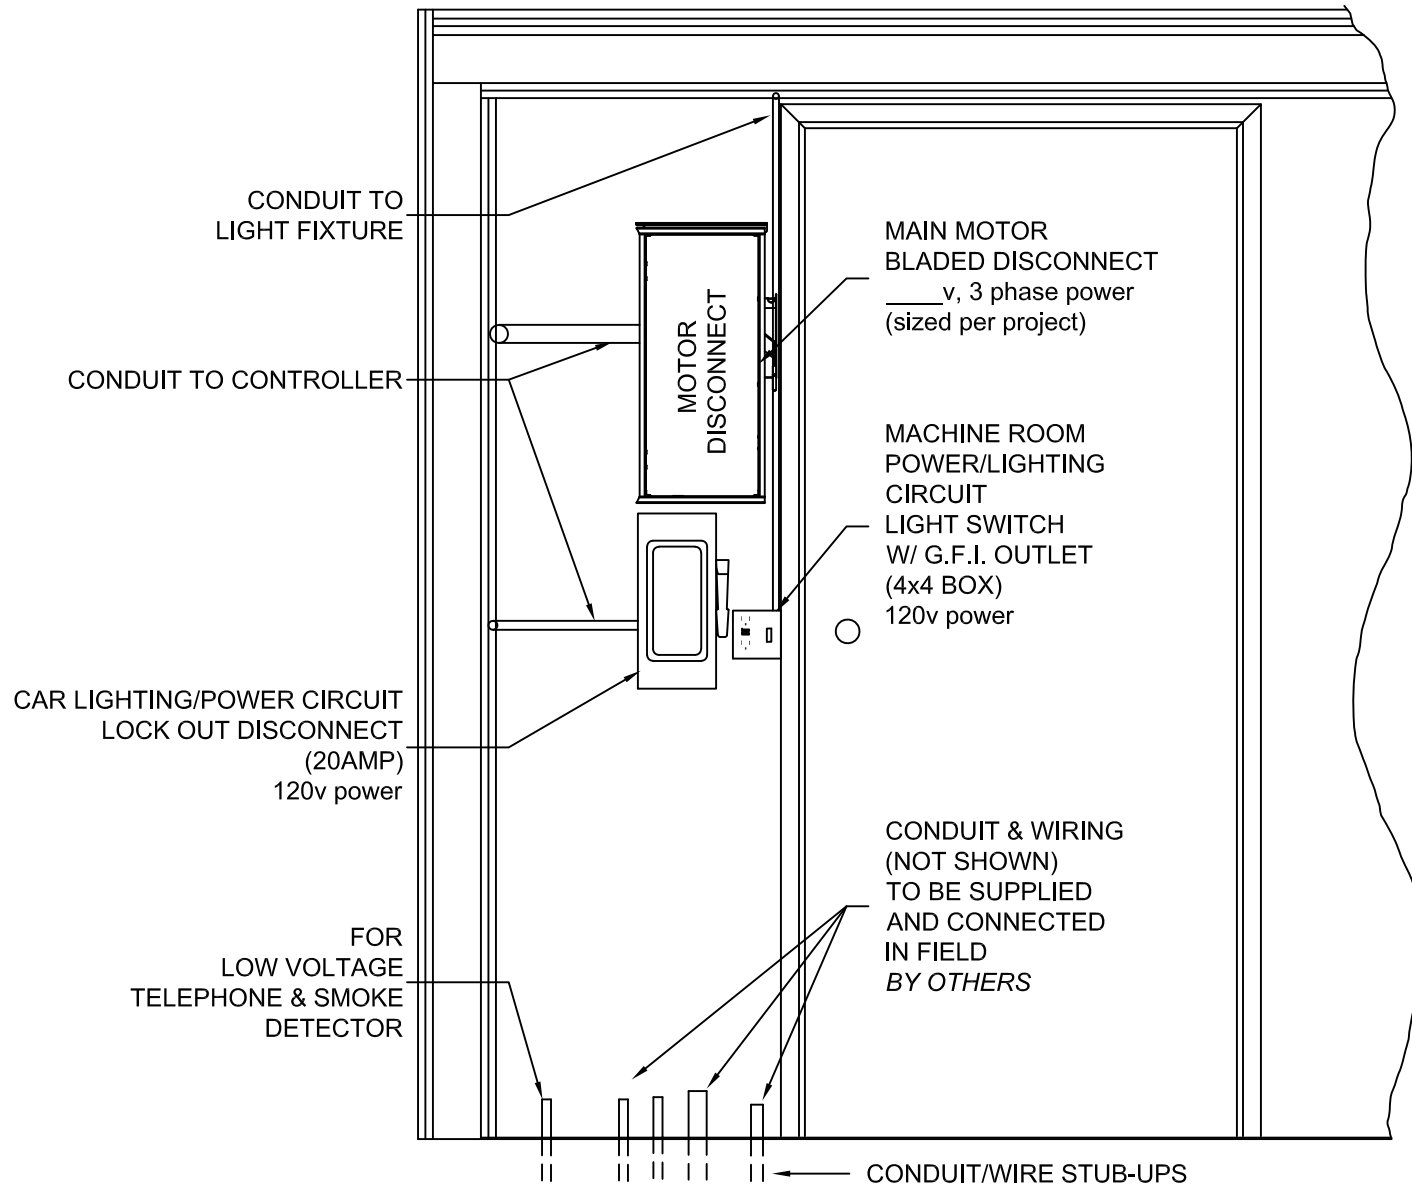 CONDUIT TO
LIGHT FIXTURE
MAIN MOTOR
BLADED DISCONNECT
____v, 3 phase power
(sized per project)
MOTOR
DISCONNECT
CONDUIT TO CONTROLLER
MACHINE ROOM
POWER/LIGHTING
CIRCUIT
LIGHT SWITCH
W/ G.F.I. OUTLET
(4x4 BOX)
120v power
CAR LIGHTING/POWER CIRCUIT
LOCK OUT DISCONNECT
(20AMP)
120v power
CONDUIT & WIRING
(NOT SHOWN)
TO BE SUPPLIED
AND CONNECTED
IN FIELD
BY OTHERS
FOR
LOW VOLTAGE
TELEPHONE & SMOKE
DETECTOR
CONDUIT/WIRE STUB-UPS